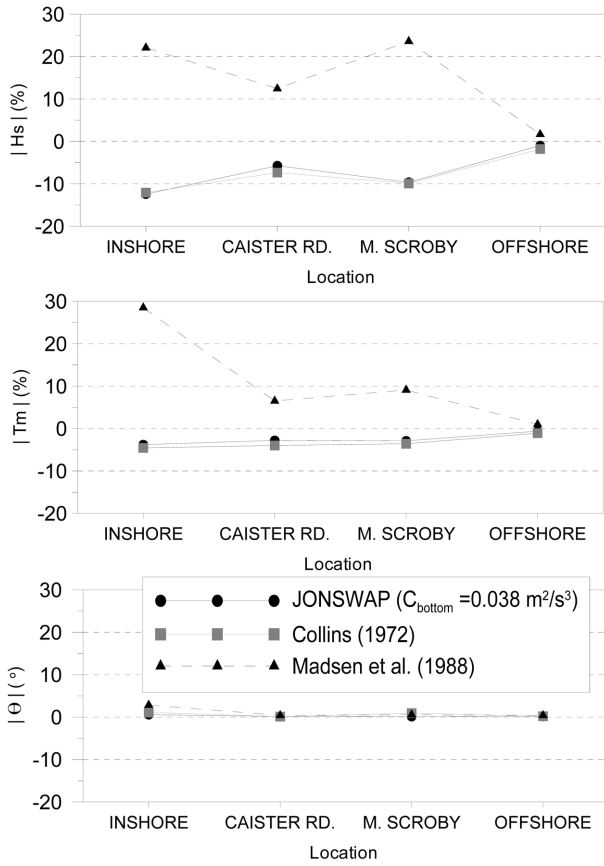 30
20
10
0
-10
-20
| Hs | (%)
INSHORE CAISTER RD. M. SCROBY OFFSHORE
Location
30
20
10
0
-10
-20
| Tm | (%)
INSHORE CAISTER RD. M. SCROBY OFFSHORE
Location
30
20
10
0
-10
-20
| Θ | (°)
JONSWAP (Cbottom =0.038 m²/s³)
Collins (1972)
Madsen et al. (1988)
INSHORE CAISTER RD. M. SCROBY OFFSHORE
Location